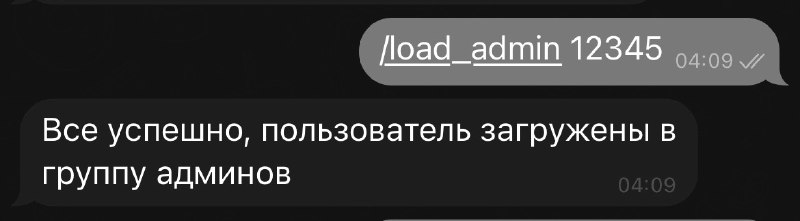 /load_admin 12345
04:09
Все успешно, пользователь загружены в
группу админов
04:09